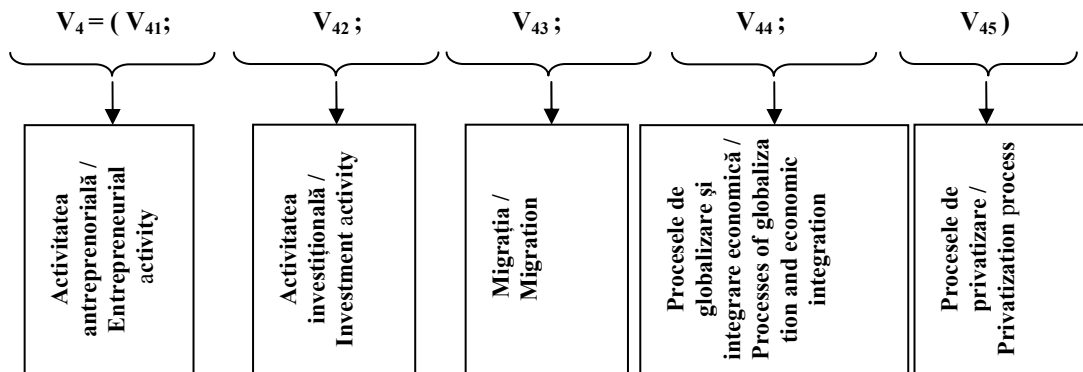 V₄ = ( V₄₁; V₄₂ ; V₄₃ ; V₄₄ ; V₄₅ )
Activitatea
antreprenorială /
Entrepreneurial
activity
Activitatea
investițională /
Investment activity
Migrația /
Migration
Procesele de
globalizare şi
integrare economică /
Processes of globaliza
tion and economic
integration
Procesele de
privatizare /
Privatization process